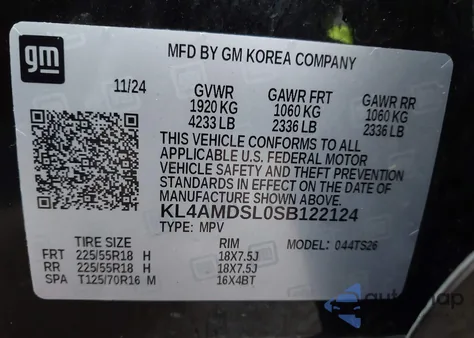 gm
MFD BY GM KOREA COMPANY
11/24 GVWR GAWR FRT GAWR RR
1920 KG 1060 KG 1060 KG
4233 LB 2336 LB 2336 LB
THIS VEHICLE CONFORMS TO ALL
APPLICABLE U.S. FEDERAL MOTOR
VEHICLE SAFETY AND THEFT PREVENTION
STANDARDS IN EFFECT ON THE DATE OF
MANUFACTURE SHOWN ABOVE.
KL4AMDSL0SB122124
TYPE: MPV
TIRE SIZE RIM MODEL: 044TS26
FRT 225/55R18 H 18X7.5J
RR 225/55R18 H 18X7.5J
SPA T125/70R16 M 16X4BT